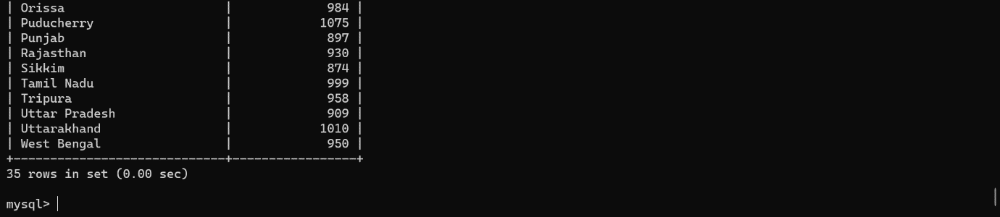 | Orissa                     |             984 |
| Puducherry                 |            1075 |
| Punjab                     |             897 |
| Rajasthan                  |             930 |
| Sikkim                     |             874 |
| Tamil Nadu                 |             999 |
| Tripura                    |             958 |
| Uttar Pradesh              |             909 |
| Uttarakhand                |            1010 |
| West Bengal                |             950 |
+----------------------------+-----------------+
35 rows in set (0.00 sec)
mysql>